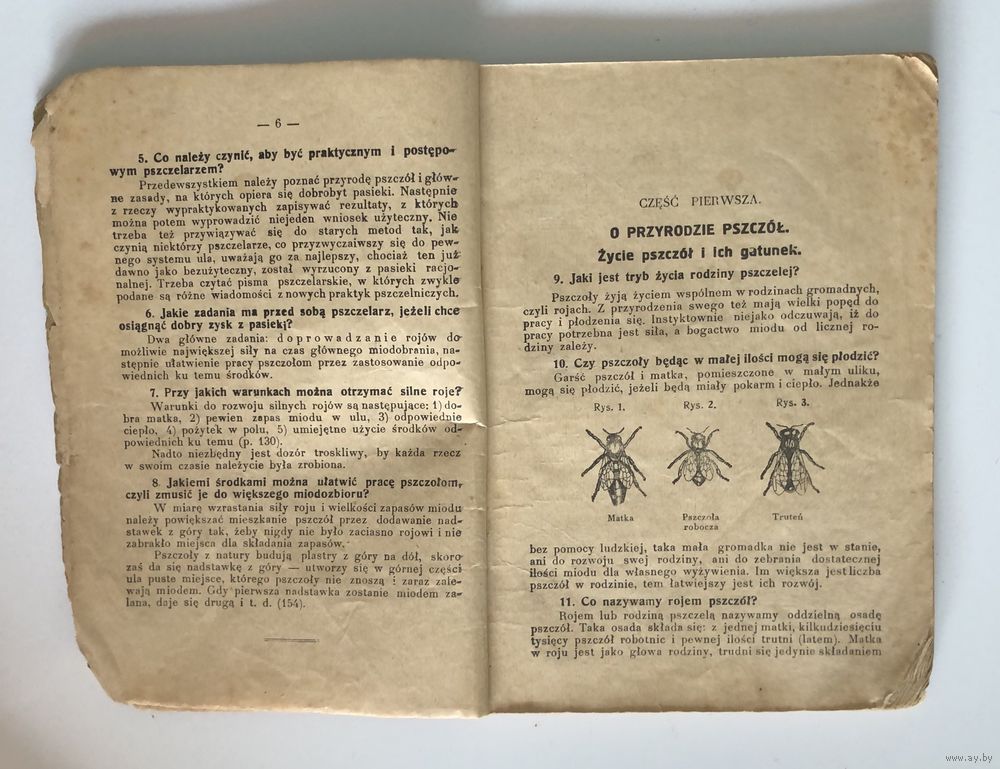 — 6 —
5. Co należy czynić, aby być praktycznym i postępo-
wym pszczelarzem?
Przedewszystkiem należy poznać przyrodę pszczół i głów-
ne zasady, na których opiera się dobrobyt pasieki. Następnie
z rzeczy wypraktykowanych zapisywać rezultaty, z których
można potem wyprowadzić niejeden wniosek użyteczny. Nie
trzeba też przywiązywać się do starych metod tak, jak
czynią niektórzy pszczelarze, co przyzwyczaiwszy się do pew-
nego systemu ula, uważają go za najlepszy, chociaż ten już
dawno jako bezużyteczny, został wyrzucony z pasieki racjo-
nalnej. Trzeba czytać pisma pszczelarskie, w których zwykle
podane są różne wiadomości z nowych praktyk pszczelniczych.
6. Jakie zadania ma przed sobą pszczelarz, jeżeli chce
osiągnąć dobry zysk z pasieki?
Dwa główne zadania: doprowadzanie rojów do
możliwie największej siły na czas głównego miodobrania, na-
stępnie ułatwienie pracy pszczołom przez zastosowanie odpo-
wiednich ku temu środków.
7. Przy jakich warunkach można otrzymać silne roje?
Warunki do rozwoju silnych rojów są następujące: 1) do-
bra matka, 2) pewien zapas miodu w ulu, 3) odpowiednie
ciepło, 4) pożytek w polu, 5) umiejętne użycie środków od-
powiednich ku temu (p. 130).
Nadto niezbędny jest dozór troskliwy, by każda rzecz
w swoim czasie należycie była zrobiona.
8 Jakiemi środkami można ułatwić pracę pszczołom,
czyli zmusić je do większego miodozbioru?
W miarę wzrastania siły roju i wielkości zapasów miodu
należy powiększać mieszkanie pszczół przez dodawanie nad-
stawek z góry tak, żeby nigdy nie było zaciasno rojowi i nie
zabrakło miejsca dla składania zapasów.
Pszczoły z natury budują plastry z góry na dół, skoro
zaś da się nadstawkę z góry — utworzy się w górnej części
ula puste miejsce, którego pszczoły nie znoszą i zaraz zale-
wają miodem. Gdy pierwsza nadstawka zostanie miodem za-
lana, daje się drugą i t. d. (154).
CZĘŚĆ PIERWSZA.
O PRZYRODZIE PSZCZÓŁ.
Życie pszczół i ich gatunek.
9. Jaki jest tryb życia rodziny pszczelej?
Pszczoły żyją życiem wspólnem w rodzinach gromadnych,
czyli rojach. Z przyrodzenia swego też mają wielki popęd do
pracy i płodzenia się. Instyktownie niejako odczuwają, iż do
pracy potrzebna jest siła, a bogactwo miodu od licznej ro-
dziny zależy.
10. Czy pszczoły będąc w małej ilości mogą się płodzić?
Garść pszczół i matka, pomieszczone w małym uliku,
mogą się płodzić, jeżeli będą miały pokarm i ciepło. Jednakże
Rys. 1. Rys. 2. Rys. 3.
Matka Pszczoła Truteń
robocza
bez pomocy ludzkiej, taka mała gromadka nie jest w stanie,
ani do rozwoju swej rodziny, ani do zebrania dostatecznej
ilości miodu dla własnego wyżywienia. Im większa jest liczba
pszczół w rodzinie, tem łatwiejszy jest ich rozwój.
11. Co nazywamy rojem pszczół?
Rojem lub rodziną pszczelą nazywamy oddzielną osadę
pszczół. Taka osada składa się: z jednej matki, kilkudziesięciu
tysięcy pszczół robotnic i pewnej ilości trutni (latem). Matka
w roju jest jako głowa rodziny, trudni się jedynie składaniem
www.ay.by